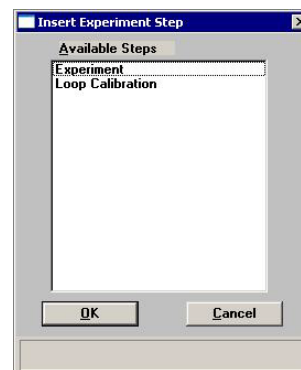 Insert Experiment Step
Available Steps
Experiment
Loop Calibration
OK
Cancel